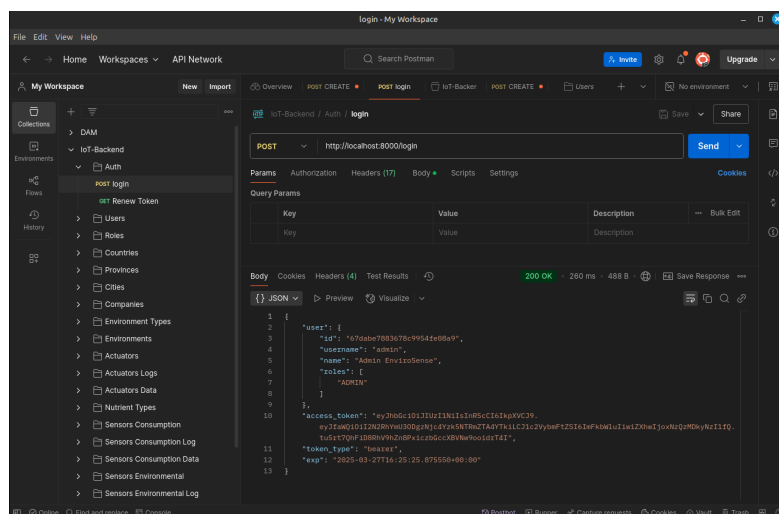 login - My Workspace
File Edit View Help
Home Workspaces API Network
Search Postman
Invite
Upgrade
My Workspace
New Import
Overview
POST CREATE
POST login
IoT-Backer
POST CREATE
Users
No environment
Collections
Environments
Flows
History
DAM
IoT-Backend
Auth
POST login
GET Renew Token
Users
Roles
Countries
Provinces
Cities
Companies
Environment Types
Environments
Actuators
Actuators Logs
Actuators Data
Nutrient Types
Sensors Consumption
Sensors Consumption Log
Sensors Consumption Data
Sensors Environmental
Sensors Environmental Log
IoT-Backend / Auth / login
Save Share
POST http://localhost:8000/login
Send
Params Authorization Headers (17) Body Scripts Settings
Cookies
Query Params
Key Value Description Bulk Edit
Key Value Description
Body Cookies Headers (4) Test Results
200 OK 260 ms 488 B Save Response
{} JSON Preview Visualize
1 {
2 "user": {
3 "id": "67dabe7883678c9954fe08a9",
4 "username": "admin",
5 "name": "Admin EnviroSense",
6 "roles": [
7 "ADMIN"
8 ]
9 },
10 "access_token":
11 "token_type": "bearer",
12 "exp": "2025-03-27T16:25:25.875550+00:00"
13 }
Online Find and replace Console
Postbot Runner Capture requests Cookies Vault Trash